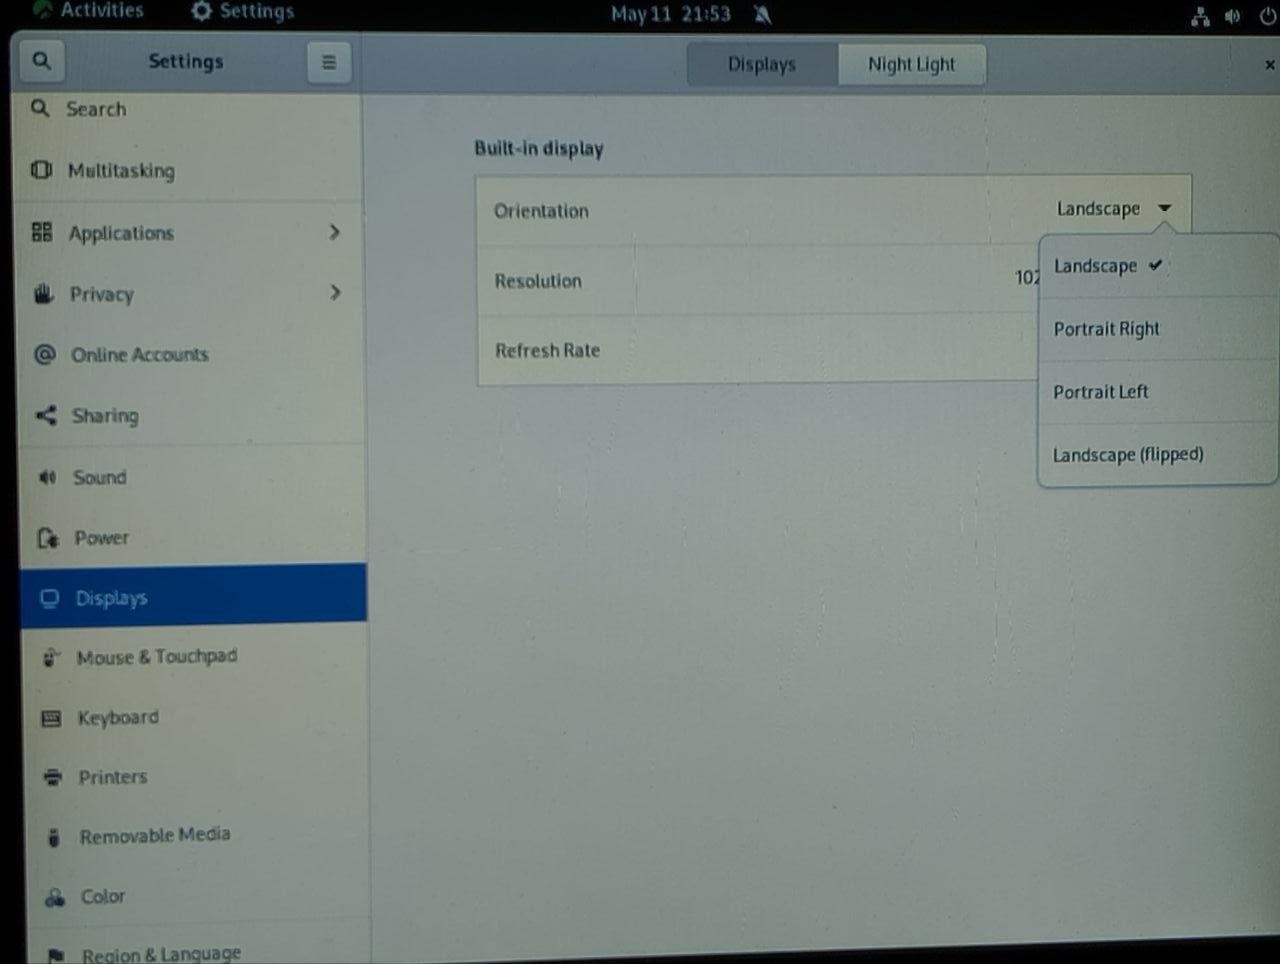 Activities
Settings
May 11 21:53
Settings
Displays
Night Light
Search
Multitasking
Applications
Privacy
Online Accounts
Sharing
Sound
Power
Displays
Mouse & Touchpad
Keyboard
Printers
Removable Media
Color
Region & Language
Built-in display
Orientation
Landscape
Resolution
102
Refresh Rate
Landscape
Portrait Right
Portrait Left
Landscape (flipped)